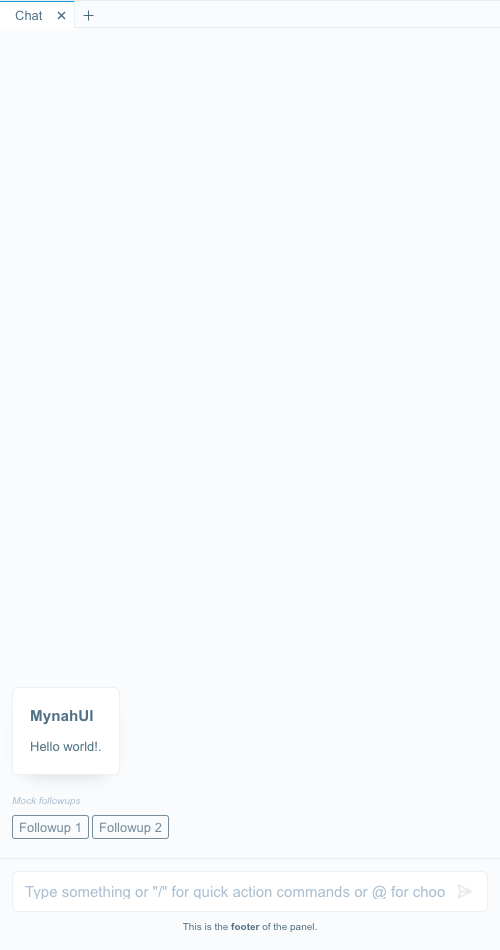 Chat
MynahUI
Hello world!.
Mock followups
Followup 1 Followup 2
Type something or "/" for quick action commands or @ for choo
This is the footer of the panel.